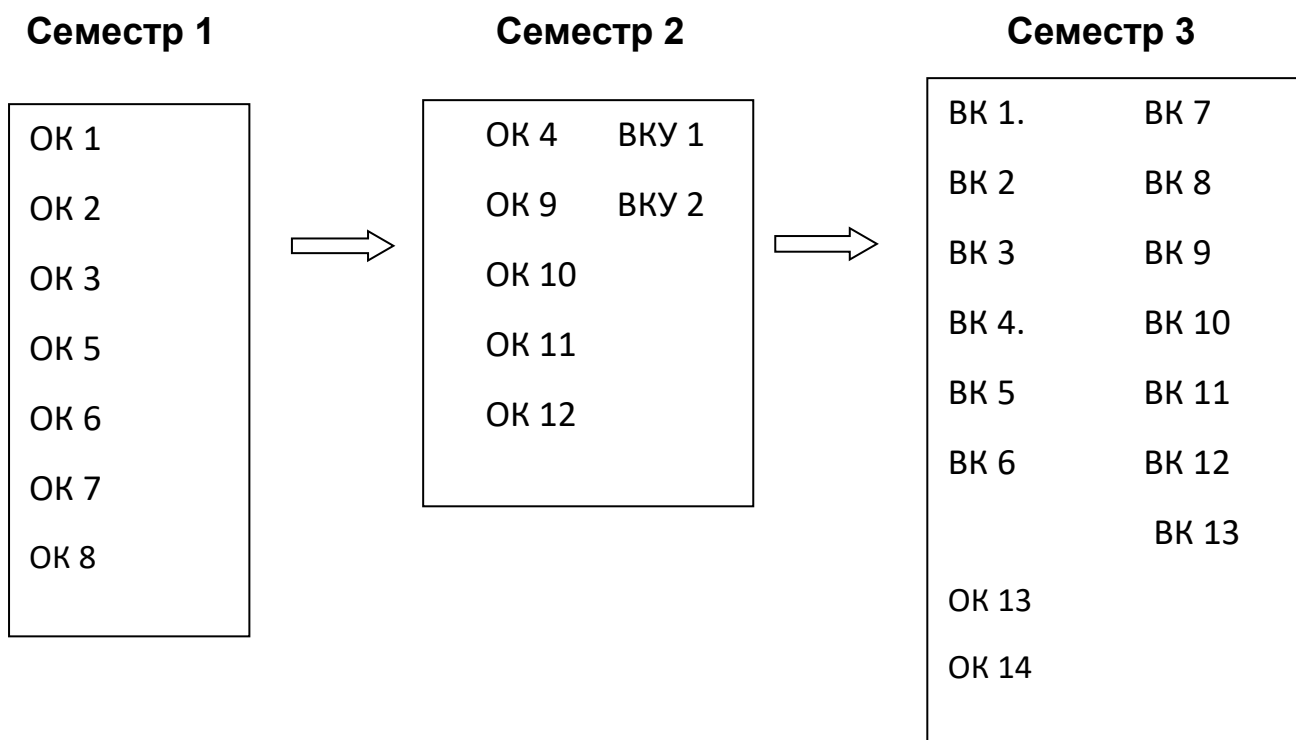 Семестр 1 Семестр 2 Семестр 3
ОК 1
ОК 2
ОК 3
ОК 5
ОК 6
ОК 7
ОК 8
ОК 4 ВКУ 1
ОК 9 ВКУ 2
ОК 10
ОК 11
ОК 12
ВК 1. ВК 7
ВК 2 ВК 8
ВК 3 ВК 9
ВК 4. ВК 10
ВК 5 ВК 11
ВК 6 ВК 12
ВК 13
ОК 13
ОК 14